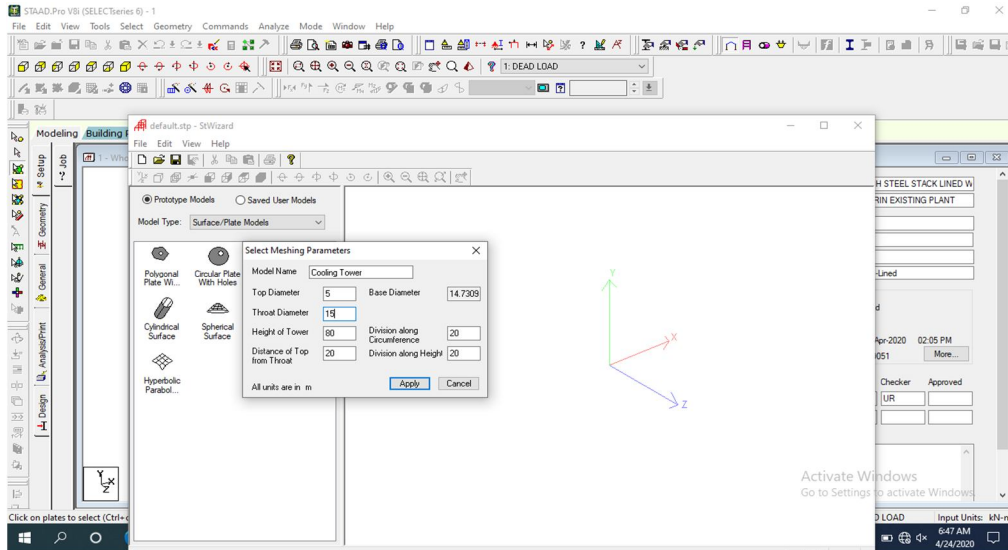 STAAD.Pro V8i (SELECTseries 6) - 1
File Edit View Tools Select Geometry Commands Analyze Mode Window Help
1: DEAD LOAD
Modeling Building
Setup
Job
Geometry
General
Analysis/Print
Design
1 - Who
default.stp - StWizard
File Edit View Help
Prototype Models Saved User Models
Model Type: Surface/Plate Models
Polygonal Plate Wi...
Circular Plate With Holes
Cylindrical Surface
Spherical Surface
Hyperbolic Parabol...
Select Meshing Parameters
Model Name Cooling Tower
Top Diameter 5 Base Diameter 14.7309
Throat Diameter 15
Height of Tower 80 Division along Circumference 20
Distance of Top from Throat 20 Division along Height 20
All units are in m Apply Cancel
Y
X
Z
H STEEL STACK LINED W
RIN EXISTING PLANT
-Lined
d
Apr-2020 02:05 PM
0051 More...
Checker Approved
UR
Y
X
Z
Activate Windows
Go to Settings to activate Windows.
Click on plates to select (Ctrl+c
D LOAD Input Units: kN-m
6:47 AM
4/24/2020